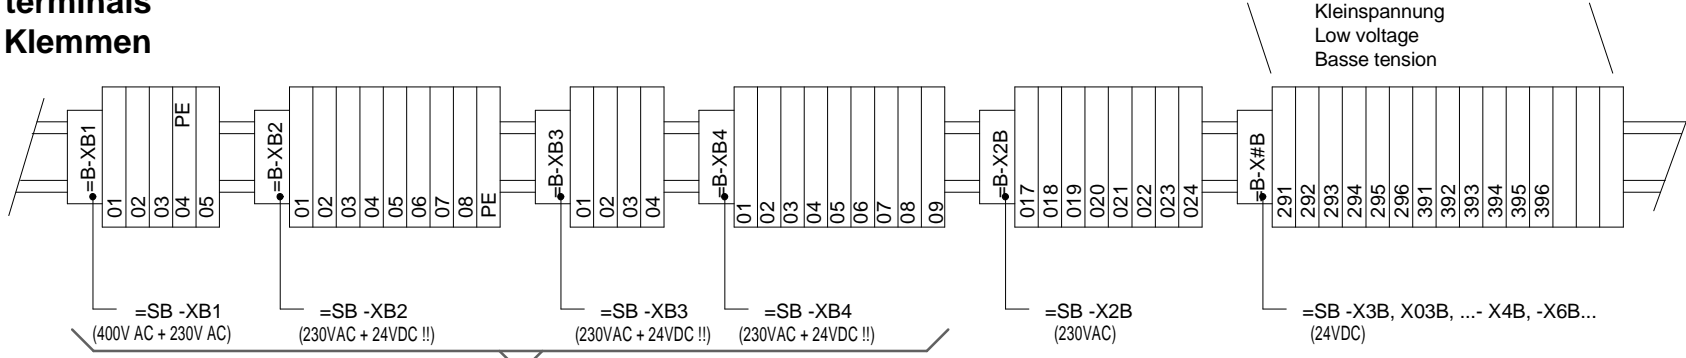 terminals
Klemmen
Kleinspannung
Low voltage
Basse tension
=B-XB1
01
02
03
04
PE
05
=B-XB2
01
02
03
04
05
06
07
08
PE
=B-XB3
01
02
03
04
=B-XB4
01
02
03
04
05
06
07
08
09
=B-X2B
017
018
019
020
021
022
023
024
=B-X#B
291
292
293
294
295
296
391
392
393
394
395
396
=SB -XB1
(400V AC + 230V AC)
=SB -XB2
(230VAC + 24VDC !!)
=SB -XB3
(230VAC + 24VDC !!)
=SB -XB4
(230VAC + 24VDC !!)
=SB -X2B
(230VAC)
=SB -X3B, X03B, ...- X4B, -X6B...
(24VDC)